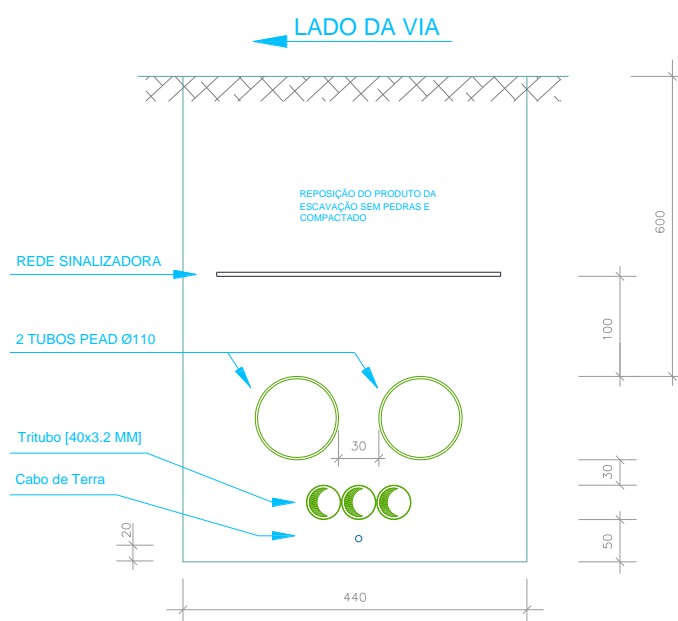 LADO DA VIA
REPOSIÇÃO DO PRODUTO DA
ESCAVAÇÃO SEM PEDRAS E
COMPACTADO
600
REDE SINALIZADORA
100
2 TUBOS PEAD Ø110
Tritubo [40x3.2 MM]
30
Cabo de Terra
30
20
50
440